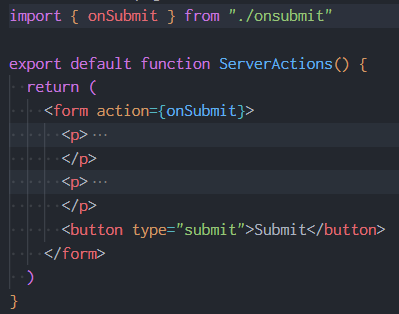 import { onSubmit } from "./onsubmit"
export default function ServerActions() {
return (
<form action={onSubmit}>
<p>···
</p>
<p>···
</p>
<button type="submit">Submit</button>
</form>
)
}